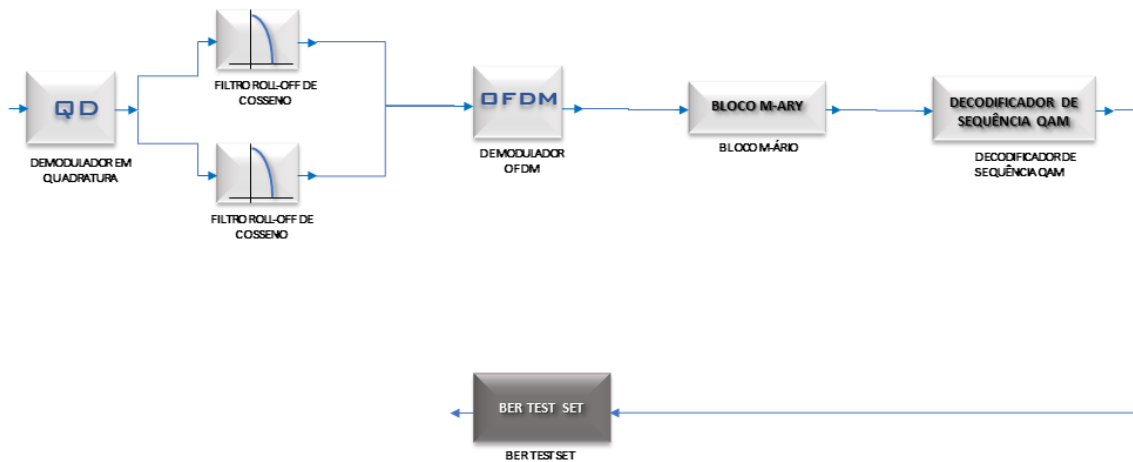 FILTRO ROLL-OFF DE
COSSENO
QD
DEMODULADOR EM
QUADRATURA
OFDM
DEMODULADOR
OFDM
BLOCO M-ARY
BLOCO M-ÁRIO
DECODIFICADOR DE
SEQUÊNCIA QAM
DECODIFICADOR DE
SEQUÊNCIA QAM
FILTRO ROLL-OFF DE
COSSENO
BER TEST SET
BER TEST SET